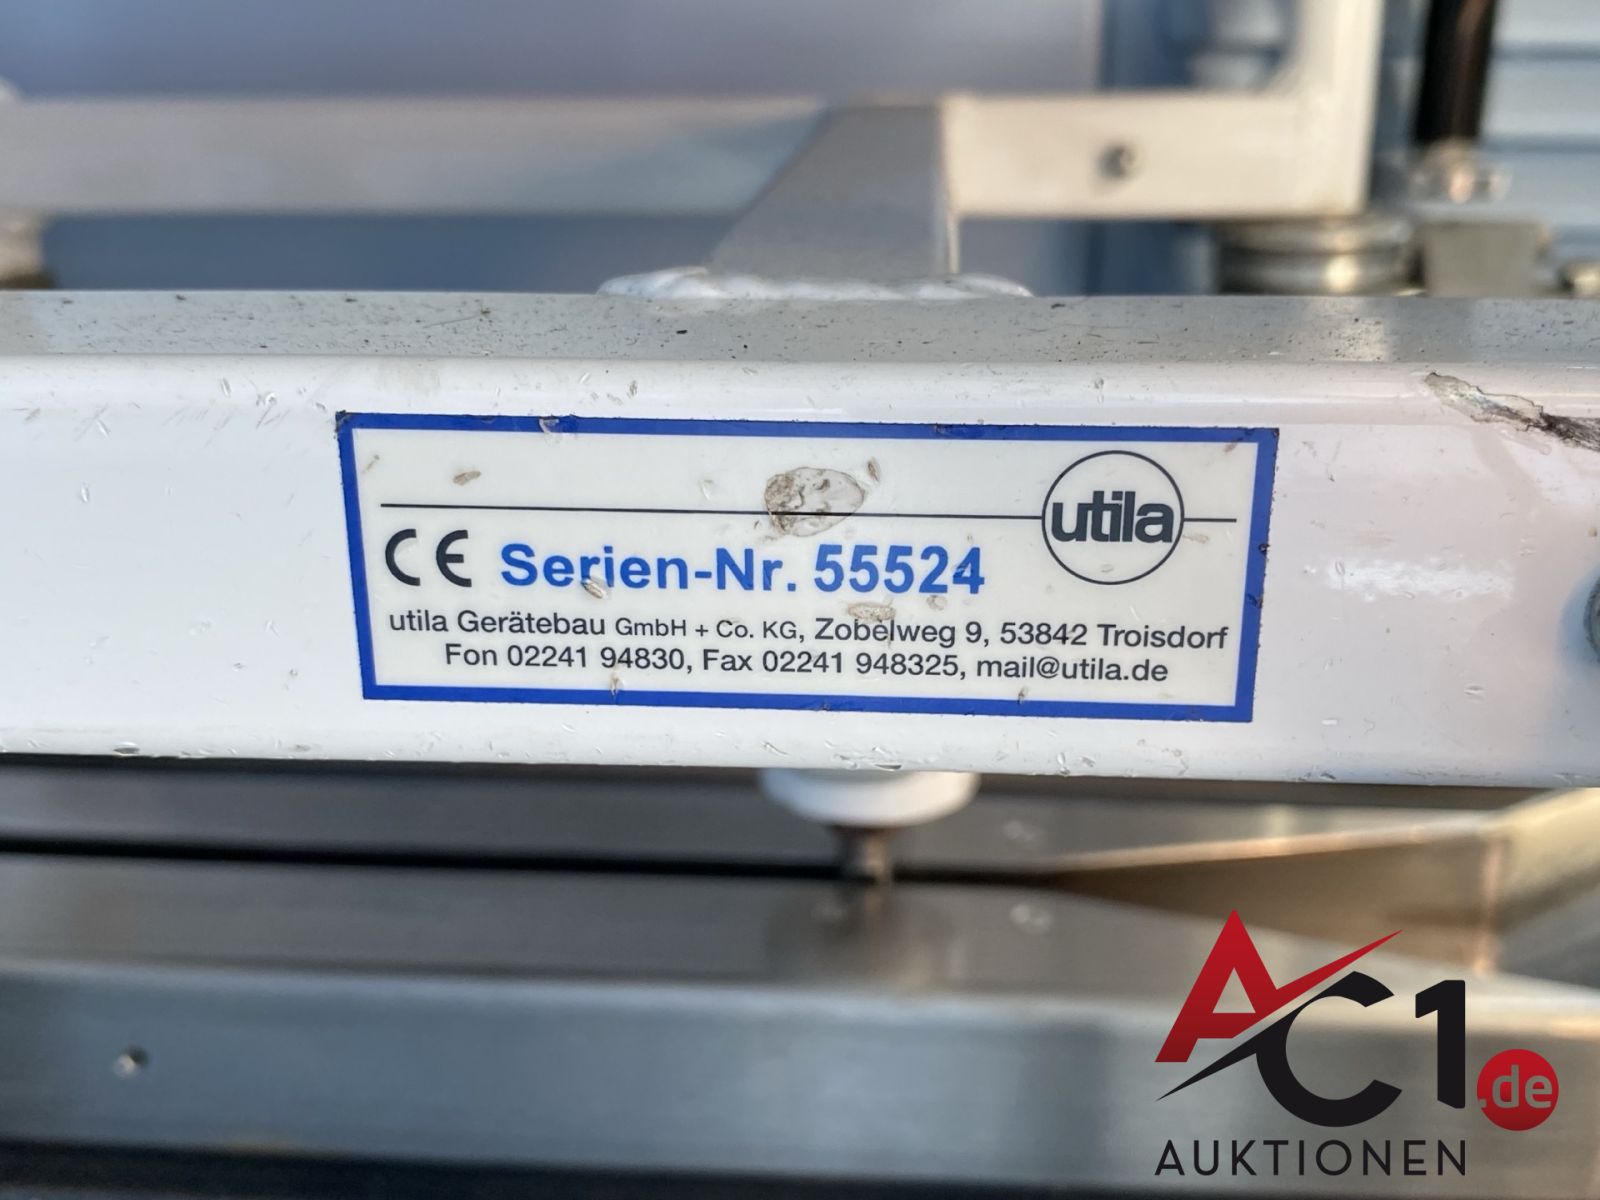 utila
CE Serien-Nr. 55524
utila Gerätebau GmbH + Co. KG, Zobelweg 9, 53842 Troisdorf
Fon 02241 94830, Fax 02241 948325, mail@utila.de
AC1.de
AUKTIONEN